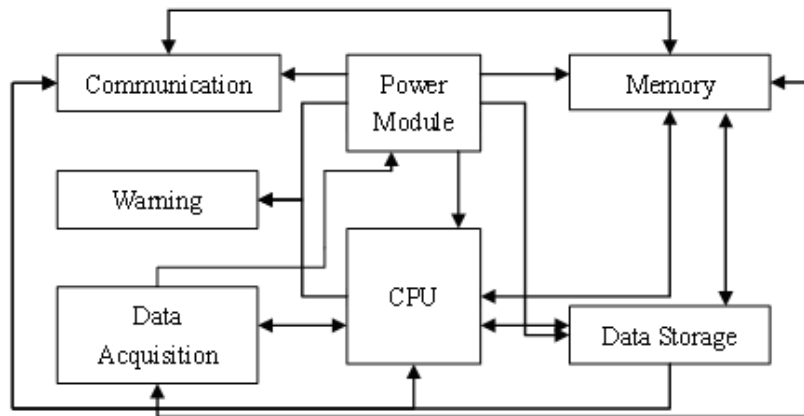 Communication
Power
Module
Memory
Warning
CPU
Data
Acquisition
Data Storage